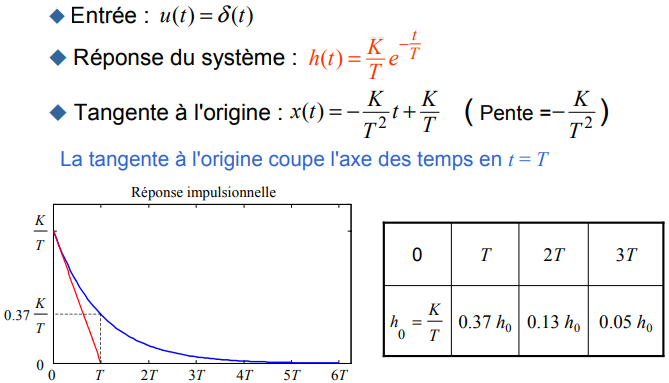 ◆ Entrée : u(t) = δ(t)
◆ Réponse du système : h(t) = K/T e^(-t/T)
◆ Tangente à l'origine : x(t) = -K/T² t + K/T ( Pente = -K/T² )
La tangente à l'origine coupe l'axe des temps en t = T
Réponse impulsionnelle
K/T
0.37 K/T
0
0 T 2T 3T 4T 5T 6T
0 T 2T 3T
h₀ = K/T 0.37 h₀ 0.13 h₀ 0.05 h₀